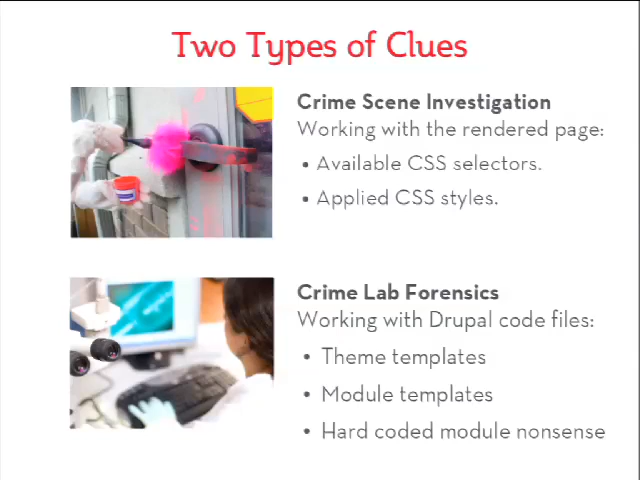 Two Types of Clues
Crime Scene Investigation
Working with the rendered page:
▪ Available CSS selectors.
▪ Applied CSS styles.
Crime Lab Forensics
Working with Drupal code files:
• Theme templates
• Module templates
• Hard coded module nonsense